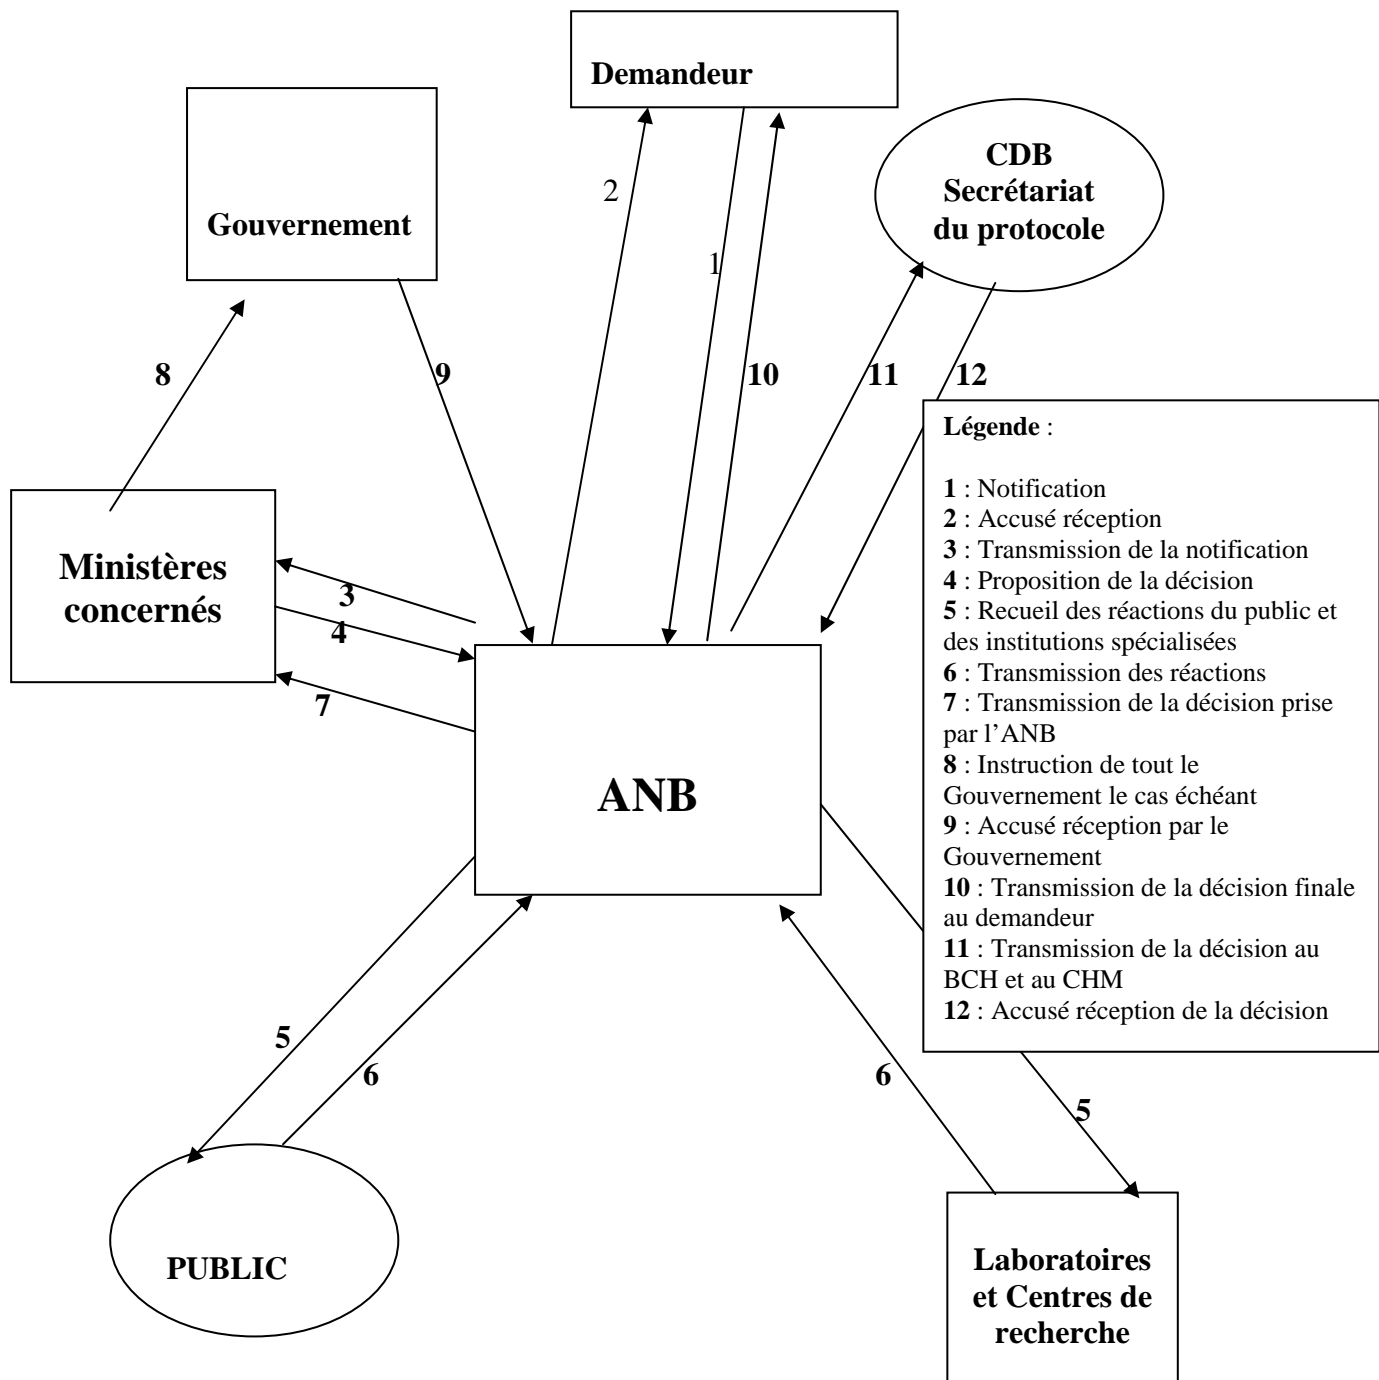 Demandeur
Gouvernement
CDB
Secrétariat
du protocole
2
1
8
9
10
11
12
Légende :
1 : Notification
2 : Accusé réception
3 : Transmission de la notification
4 : Proposition de la décision
5 : Recueil des réactions du public et
des institutions spécialisées
6 : Transmission des réactions
7 : Transmission de la décision prise
par l’ANB
8 : Instruction de tout le
Gouvernement le cas échéant
9 : Accusé réception par le
Gouvernement
10 : Transmission de la décision finale
au demandeur
11 : Transmission de la décision au
BCH et au CHM
12 : Accusé réception de la décision
Ministères
concernés
3
4
7
ANB
5
6
6
5
PUBLIC
Laboratoires
et Centres de
recherche